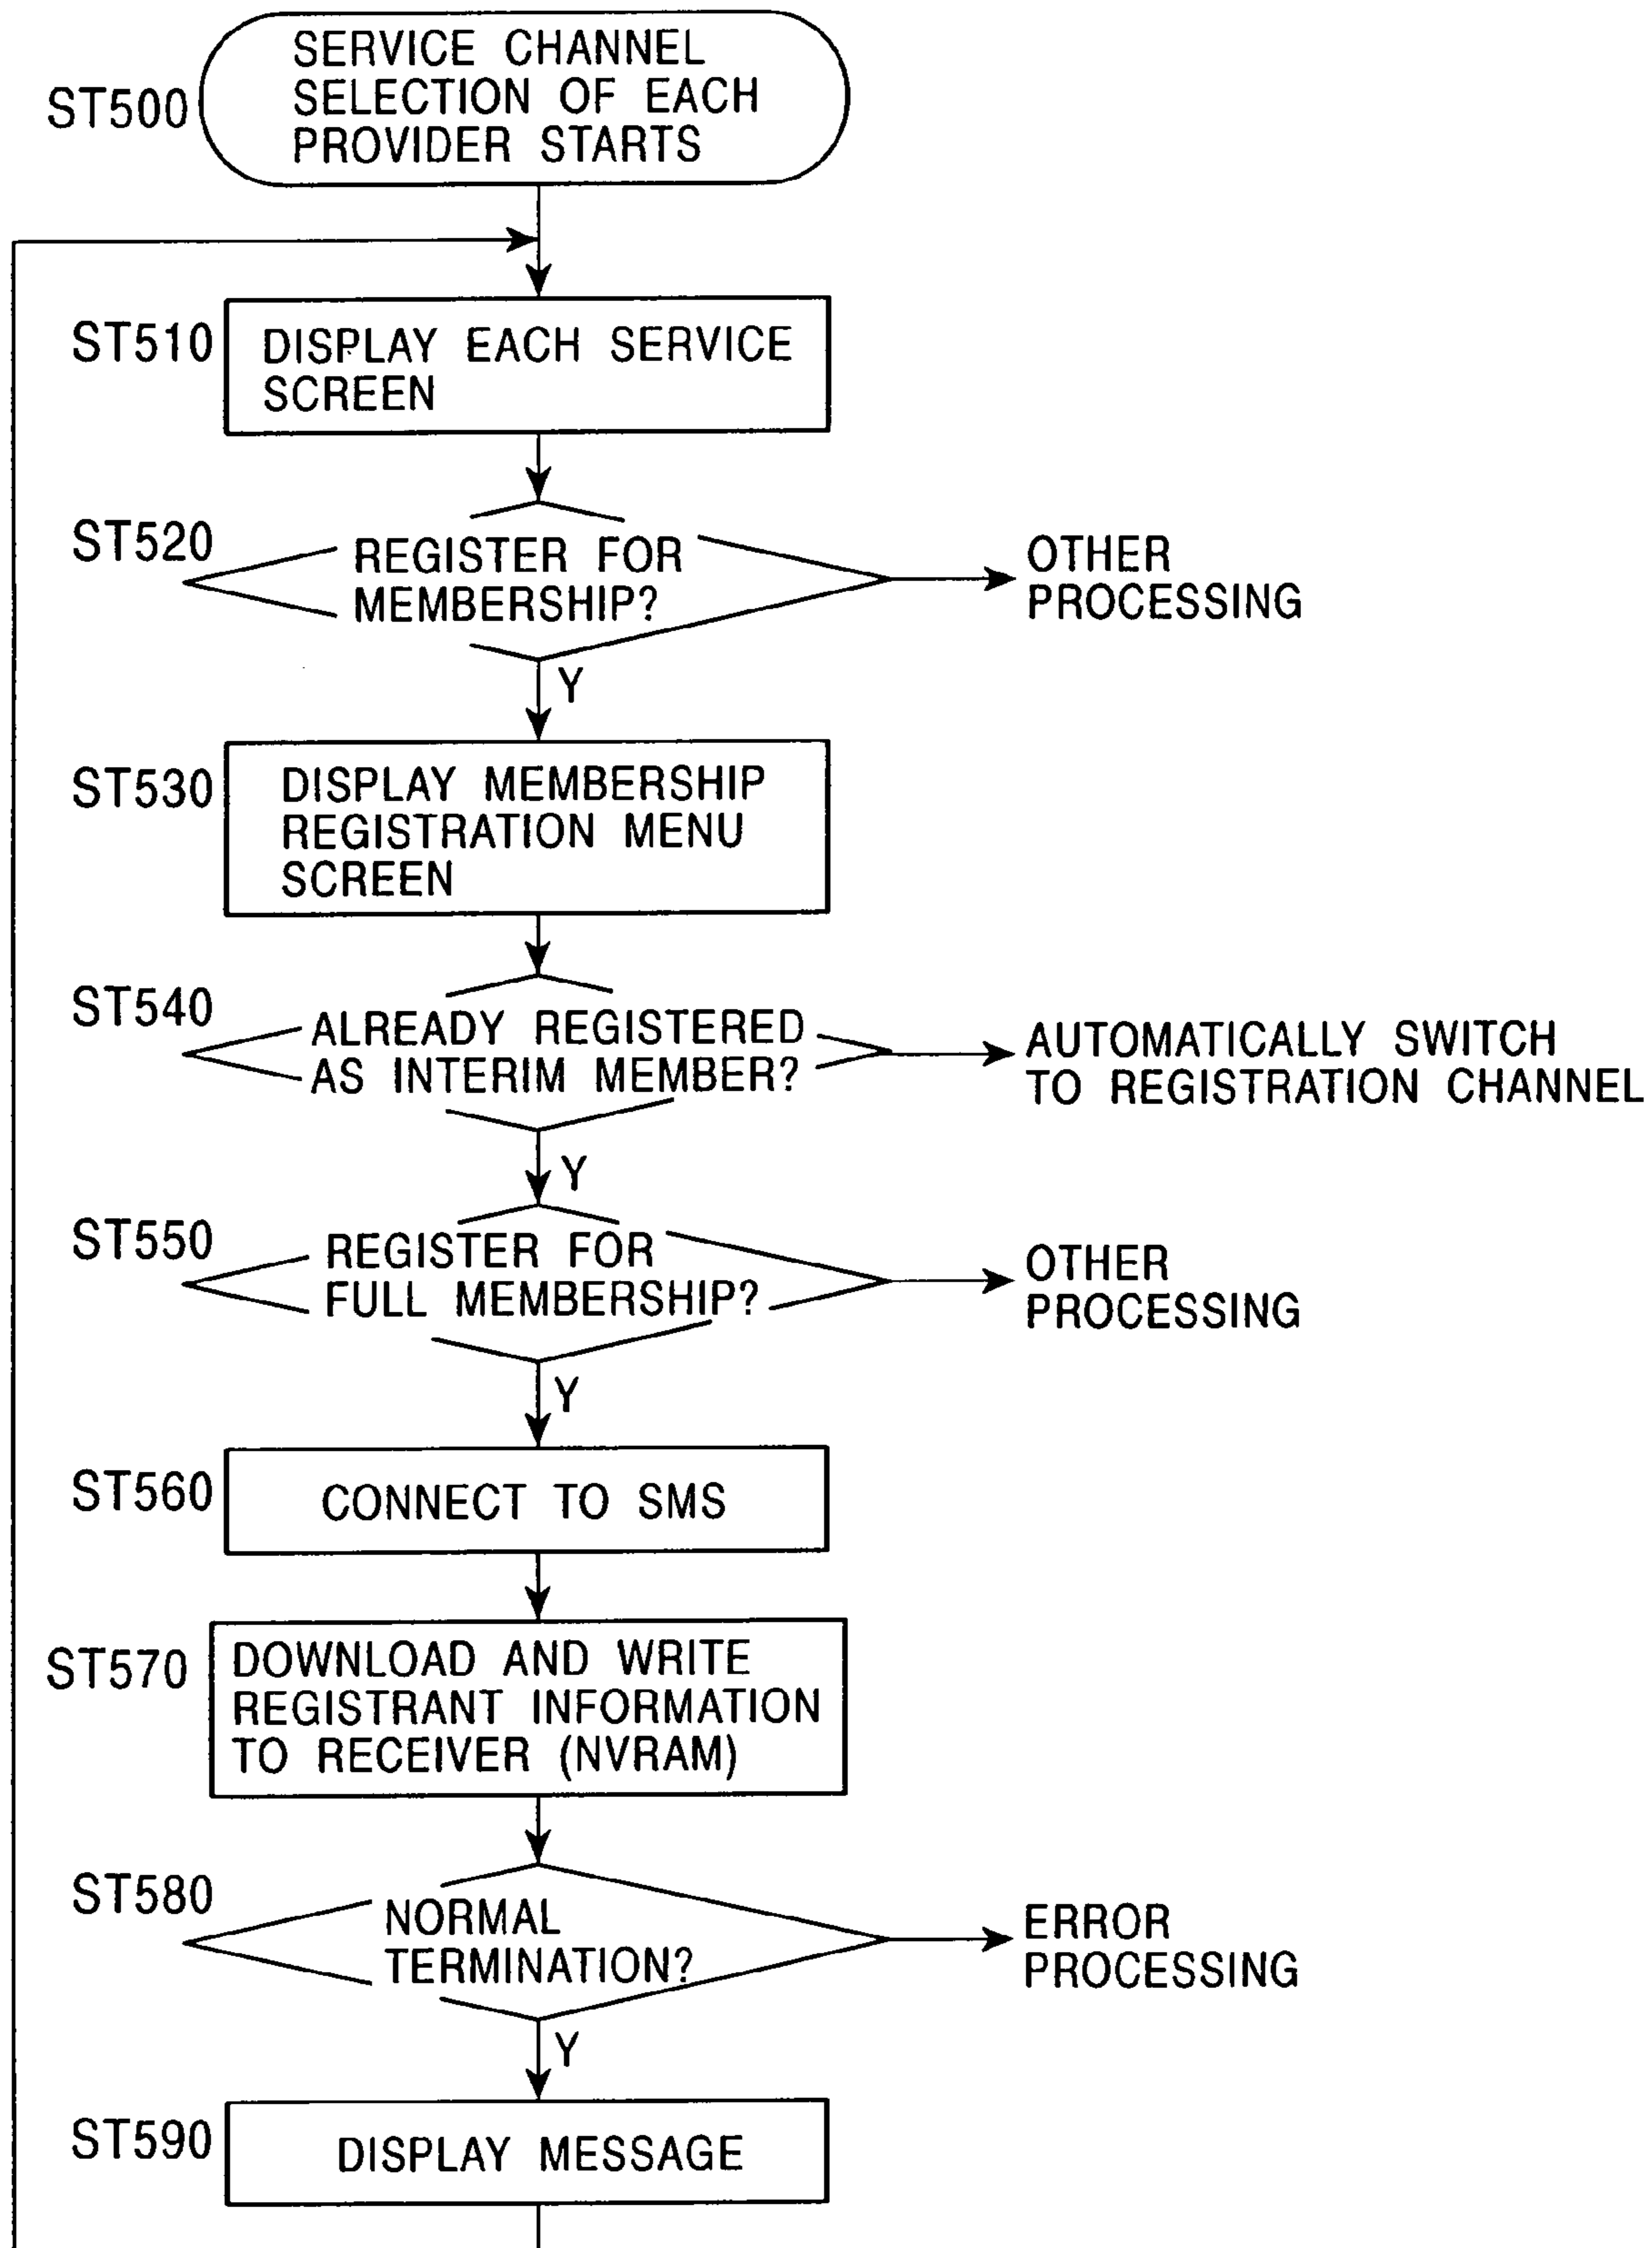 SERVICE CHANNEL
SELECTION OF EACH
PROVIDER STARTS
ST500
ST510
DISPLAY EACH SERVICE
SCREEN
ST520
REGISTER FOR
MEMBERSHIP?
OTHER
PROCESSING
Y
ST530
DISPLAY MEMBERSHIP
REGISTRATION MENU
SCREEN
ST540
ALREADY REGISTERED
AS INTERIM MEMBER?
AUTOMATICALLY SWITCH
TO REGISTRATION CHANNEL
Y
ST550
REGISTER FOR
FULL MEMBERSHIP?
OTHER
PROCESSING
Y
ST560
CONNECT TO SMS
ST570
DOWNLOAD AND WRITE
REGISTRANT INFORMATION
TO RECEIVER (NVRAM)
ST580
NORMAL
TERMINATION?
ERROR
PROCESSING
Y
ST590
DISPLAY MESSAGE